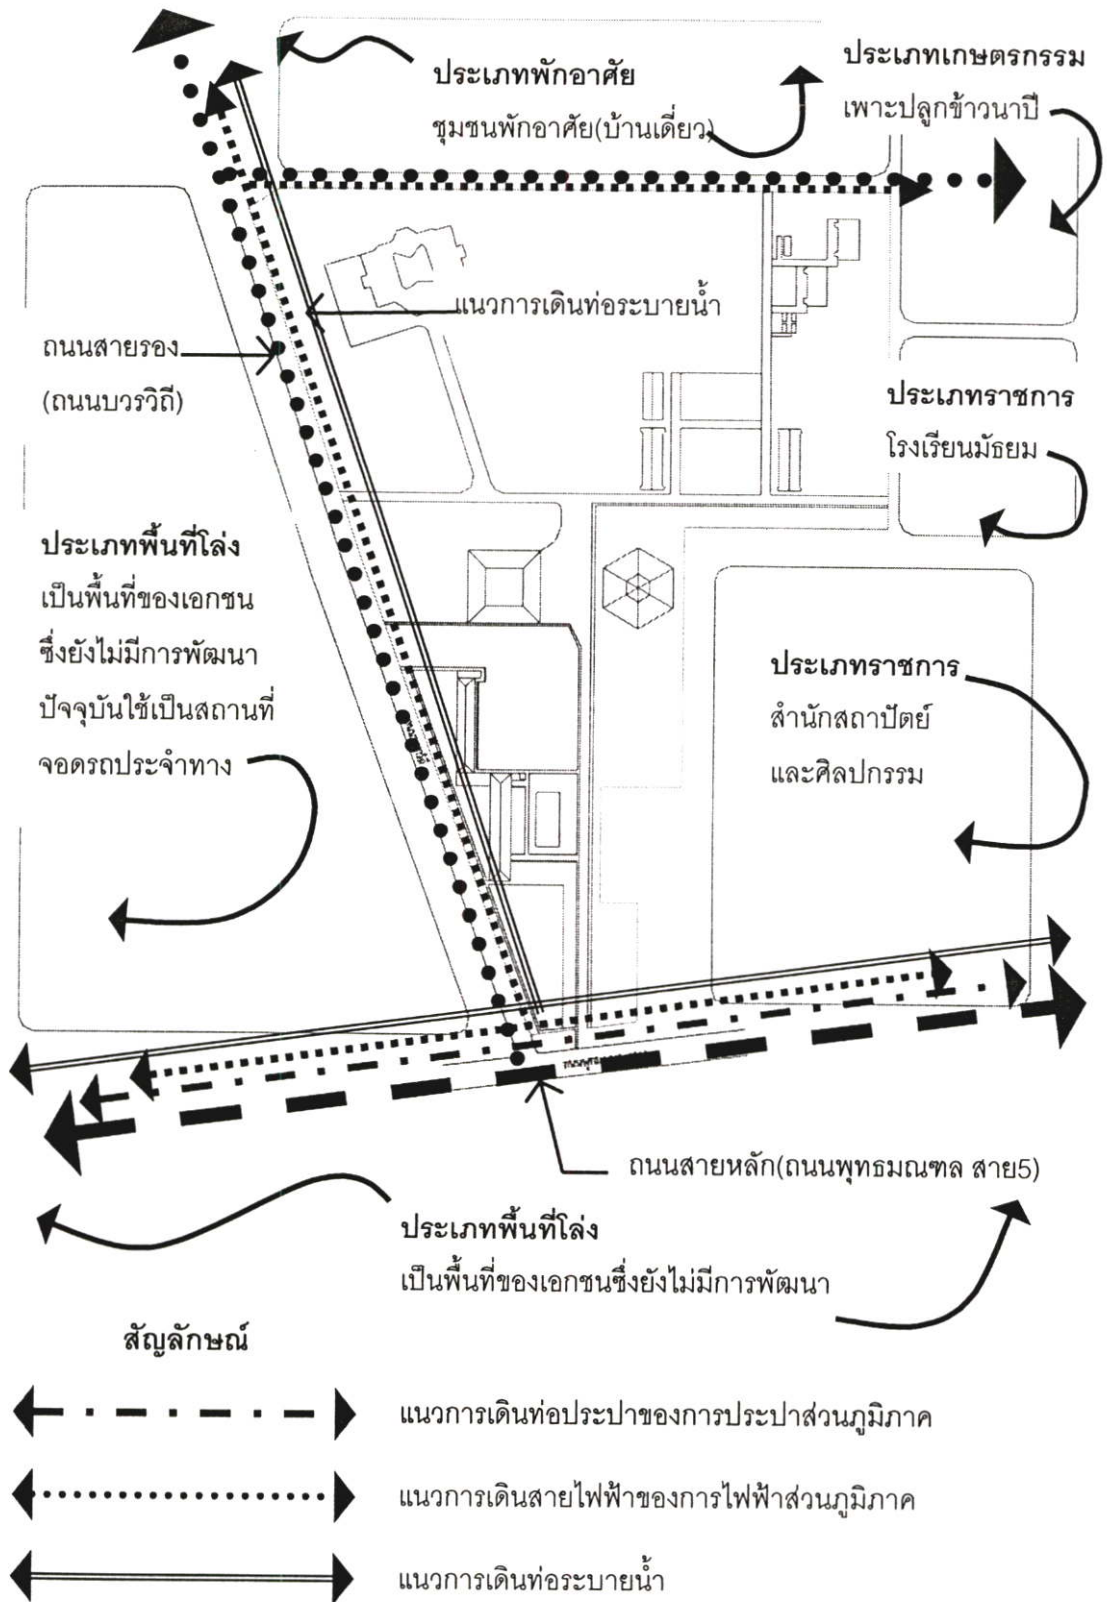 ประเภทพักอาศัย
ชุมชนพักอาศัย(บ้านเดี่ยว)
ประเภทเกษตรกรรม
เพาะปลูกข้าวนาปี
แนวการเดินท่อระบายน้ำ
ถนนสายรอง
(ถนนบวรวิถี)
ประเภทราชการ
โรงเรียนมัธยม
ประเภทพื้นที่โล่ง
เป็นพื้นที่ของเอกชน
ซึ่งยังไม่มีการพัฒนา
ปัจจุบันใช้เป็นสถานที่
จอดรถประจำทาง
ประเภทราชการ
สำนักสถาปัตย์
และศิลปกรรม
ถนนสายหลัก(ถนนพุทธมณฑล สาย5)
ประเภทพื้นที่โล่ง
เป็นพื้นที่ของเอกชนซึ่งยังไม่มีการพัฒนา
สัญลักษณ์
แนวการเดินท่อประปาของการประปาส่วนภูมิภาค
แนวการเดินสายไฟฟ้าของการไฟฟ้าส่วนภูมิภาค
แนวการเดินท่อระบายน้ำ